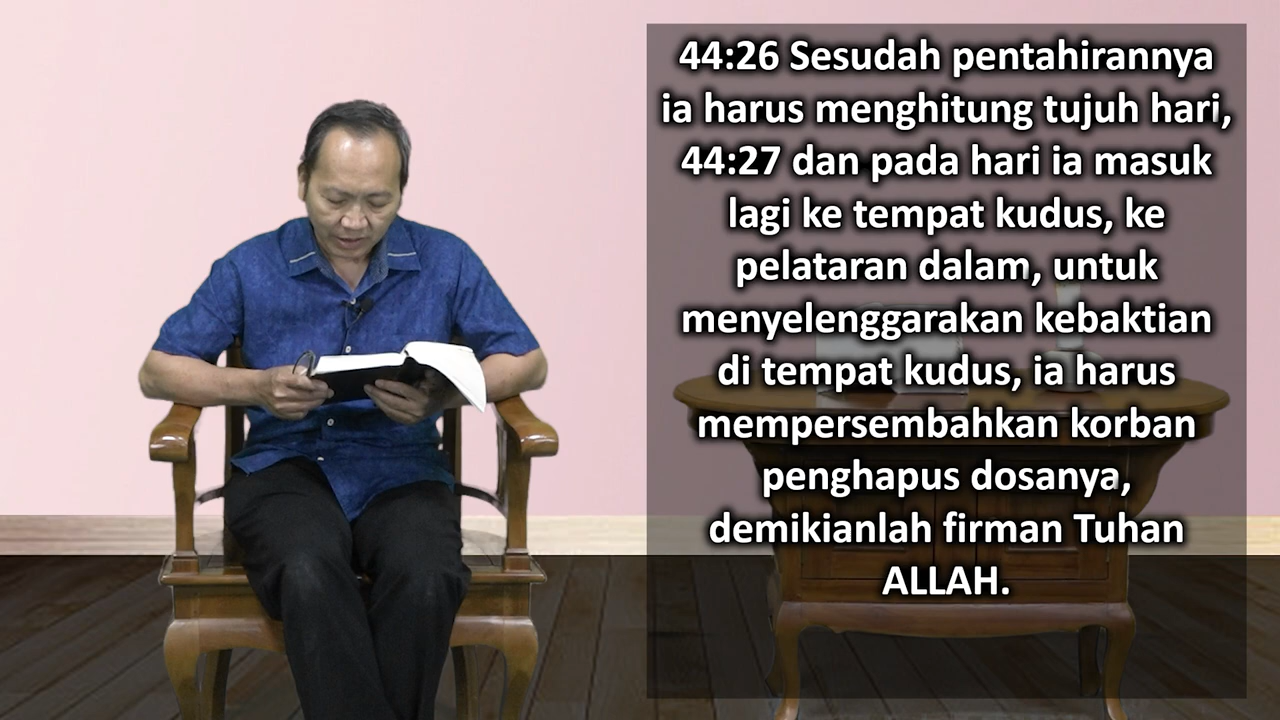 44:26 Sesudah pentahirannya
ia harus menghitung tujuh hari,
44:27 dan pada hari ia masuk
lagi ke tempat kudus, ke
pelataran dalam, untuk
menyelenggarakan kebaktian
di tempat kudus, ia harus
mempersembahkan korban
penghapus dosanya,
demikianlah firman Tuhan
ALLAH.